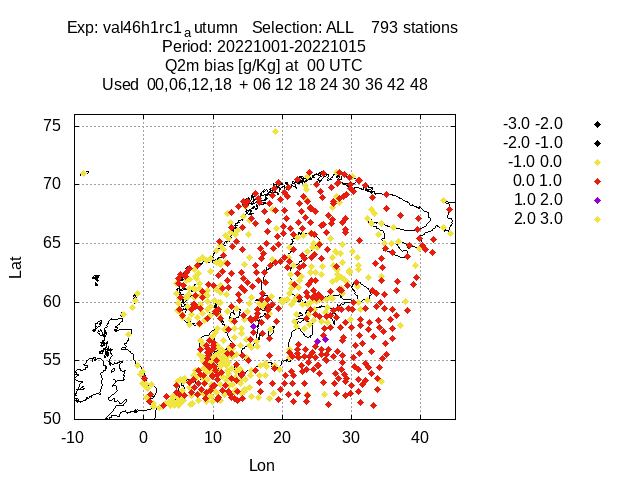 Exp: val46h1rc1autumn Selection: ALL 793 stations
Period: 20221001-20221015
Q2m bias [g/Kg] at 00 UTC
Used 00,06,12,18 + 06 12 18 24 30 36 42 48
-3.0 -2.0
-2.0 -1.0
-1.0 0.0
0.0 1.0
1.0 2.0
2.0 3.0
75
70
65
60
55
50
Lat
-10 0 10 20 30 40
Lon